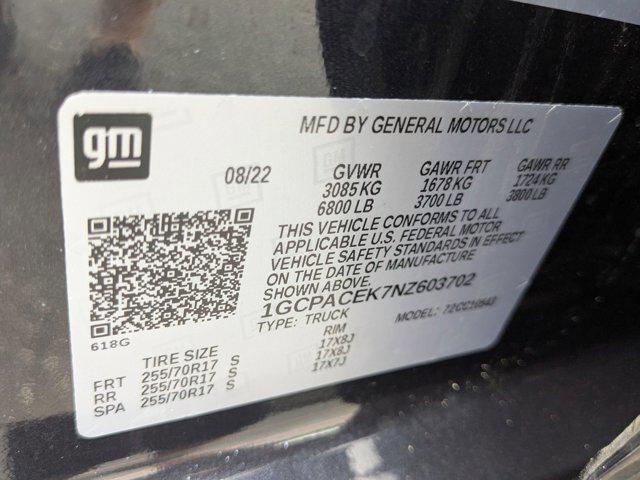 gm
MFD BY GENERAL MOTORS LLC
08/22 GVWR GAWR FRT GAWR RR
3085 KG 1678 KG 1724 KG
6800 LB 3700 LB 3800 LB
THIS VEHICLE CONFORMS TO ALL
APPLICABLE U.S. FEDERAL MOTOR
VEHICLE SAFETY STANDARDS IN EFFECT
ON THE DATE OF MANUFACTURE
1GCPACEK7NZ603702
TYPE: TRUCK MODEL:
618G
TIRE SIZE RIM
FRT 255/70R17 S 17X8J
RR 255/70R17 S 17X8J
SPA 255/70R17 S 17X7J